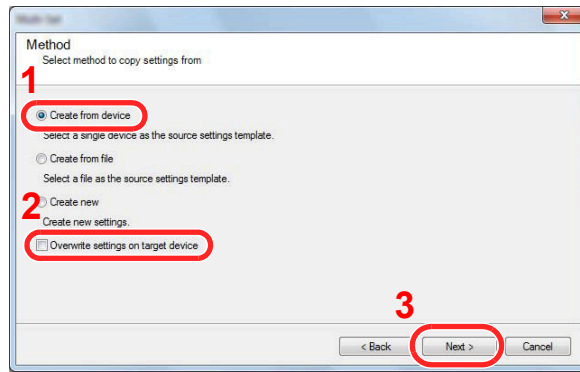 Method
Select method to copy settings from
1
Create from device
Select a single device as the source settings template.
Create from file
Select a file as the source settings template.
2
Create new
Create new settings.
Overwrite settings on target device
3
< Back
Next >
Cancel